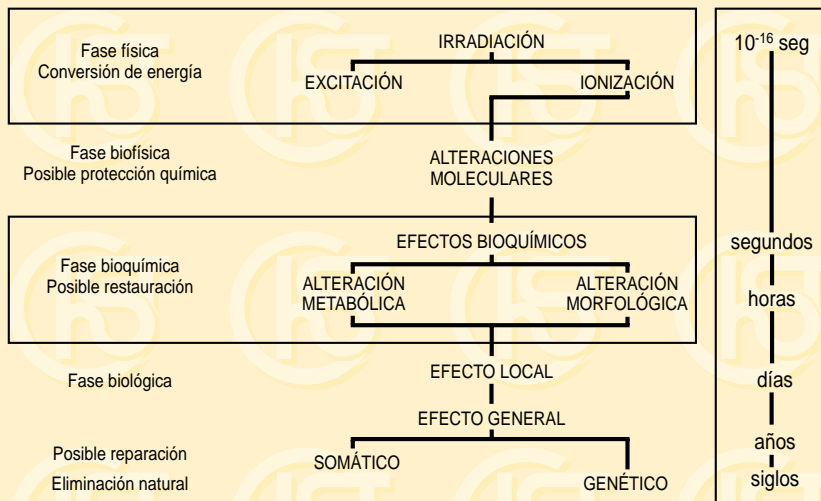 Fase física
Conversión de energía
IRRADIACIÓN
EXCITACIÓN
IONIZACIÓN
10-16 seg
Fase biofísica
Posible protección química
ALTERACIONES
MOLECULARES
EFECTOS BIOQUÍMICOS
segundos
Fase bioquímica
Posible restauración
ALTERACIÓN
METABÓLICA
ALTERACIÓN
MORFOLÓGICA
horas
Fase biológica
EFECTO LOCAL
días
EFECTO GENERAL
Posible reparación
Eliminación natural
SOMÁTICO
GENÉTICO
años
siglos